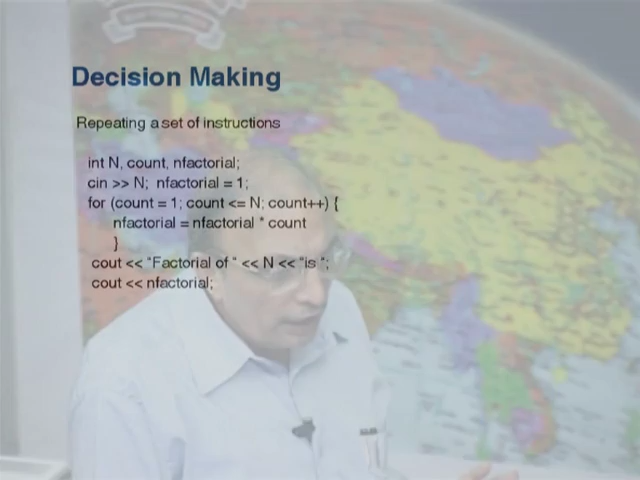 Decision Making
Repeating a set of instructions
int N, count, nfactorial;
cin >> N; nfactorial = 1;
for (count = 1; count <= N; count++) {
nfactorial = nfactorial * count
}
cout << "Factorial of " << N << "is ";
cout << nfactorial;